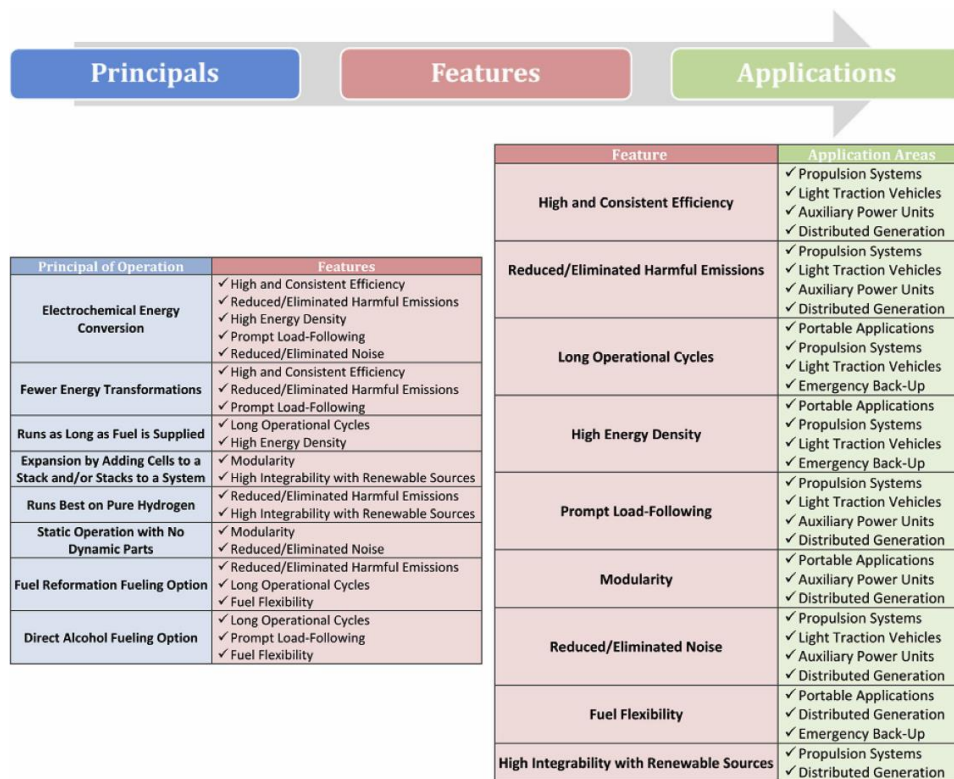 Principals
Features
Applications
Principal of Operation
Features
Electrochemical Energy
Conversion
✓ High and Consistent Efficiency
✓ Reduced/Eliminated Harmful Emissions
✓ High Energy Density
✓ Prompt Load-Following
✓ Reduced/Eliminated Noise
Fewer Energy Transformations
✓ High and Consistent Efficiency
✓ Reduced/Eliminated Harmful Emissions
✓ Prompt Load-Following
Runs as Long as Fuel is Supplied
✓ Long Operational Cycles
✓ High Energy Density
Expansion by Adding Cells to a
Stack and/or Stacks to a System
✓ Modularity
✓ High Integrability with Renewable Sources
Runs Best on Pure Hydrogen
✓ Reduced/Eliminated Harmful Emissions
✓ High Integrability with Renewable Sources
Static Operation with No
Dynamic Parts
✓ Modularity
✓ Reduced/Eliminated Noise
Fuel Reformation Fueling Option
✓ Reduced/Eliminated Harmful Emissions
✓ Long Operational Cycles
✓ Fuel Flexibility
Direct Alcohol Fueling Option
✓ Long Operational Cycles
✓ Prompt Load-Following
✓ Fuel Flexibility
Feature
Application Areas
High and Consistent Efficiency
✓ Propulsion Systems
✓ Light Traction Vehicles
✓ Auxiliary Power Units
✓ Distributed Generation
Reduced/Eliminated Harmful Emissions
✓ Propulsion Systems
✓ Light Traction Vehicles
✓ Auxiliary Power Units
✓ Distributed Generation
Long Operational Cycles
✓ Portable Applications
✓ Propulsion Systems
✓ Light Traction Vehicles
✓ Emergency Back-Up
High Energy Density
✓ Portable Applications
✓ Propulsion Systems
✓ Light Traction Vehicles
✓ Emergency Back-Up
Prompt Load-Following
✓ Propulsion Systems
✓ Light Traction Vehicles
✓ Auxiliary Power Units
✓ Distributed Generation
Modularity
✓ Portable Applications
✓ Auxiliary Power Units
✓ Distributed Generation
Reduced/Eliminated Noise
✓ Propulsion Systems
✓ Light Traction Vehicles
✓ Auxiliary Power Units
✓ Distributed Generation
Fuel Flexibility
✓ Portable Applications
✓ Distributed Generation
✓ Emergency Back-Up
High Integrability with Renewable Sources
✓ Propulsion Systems
✓ Distributed Generation